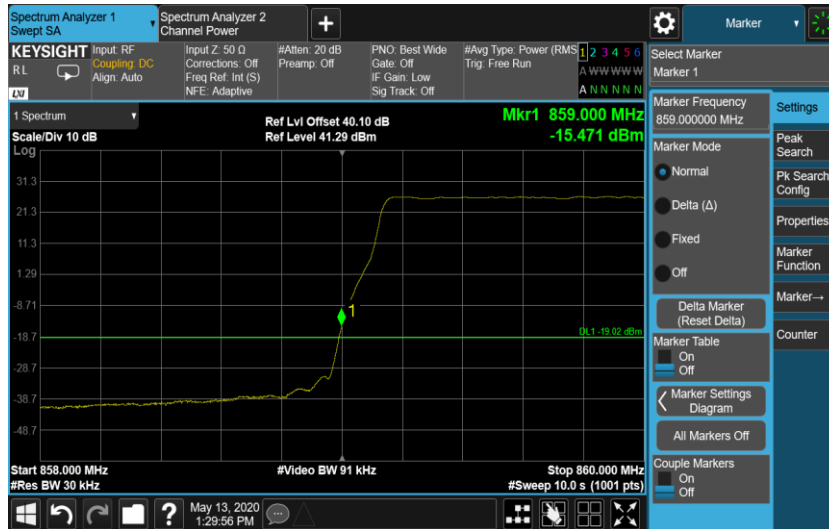 Spectrum Analyzer 1
Swept SA
Spectrum Analyzer 2
Channel Power
Marker
KEYSIGHT
RL
LXI
Input: RF
Coupling: DC
Align: Auto
Input Z: 50 Ω
Corrections: Off
Freq Ref: Int (S)
NFE: Adaptive
#Atten: 20 dB
Preamp: Off
PNO: Best Wide
Gate: Off
IF Gain: Low
Sig Track: Off
#Avg Type: Power (RMS
Trig: Free Run
1 2 3 4 5 6
A W W W W W
A N N N N N
Select Marker
Marker 1
1 Spectrum
Scale/Div 10 dB
Log
Ref Lvl Offset 40.10 dB
Ref Level 41.29 dBm
Mkr1 859.000 MHz
-15.471 dBm
31.3
21.3
11.3
1.29
-8.71
-18.7
-28.7
-38.7
-48.7
1
DL1 -19.02 dBm
Start 858.000 MHz
#Res BW 30 kHz
#Video BW 91 kHz
Stop 860.000 MHz
#Sweep 10.0 s (1001 pts)
Marker Frequency
859.000000 MHz
Marker Mode
Normal
Delta (Δ)
Fixed
Off
Delta Marker
(Reset Delta)
Marker Table
On
Off
Marker Settings
Diagram
All Markers Off
Couple Markers
On
Off
Settings
Peak
Search
Pk Search
Config
Properties
Marker
Function
Marker→
Counter
?
May 13, 2020
1:29:56 PM